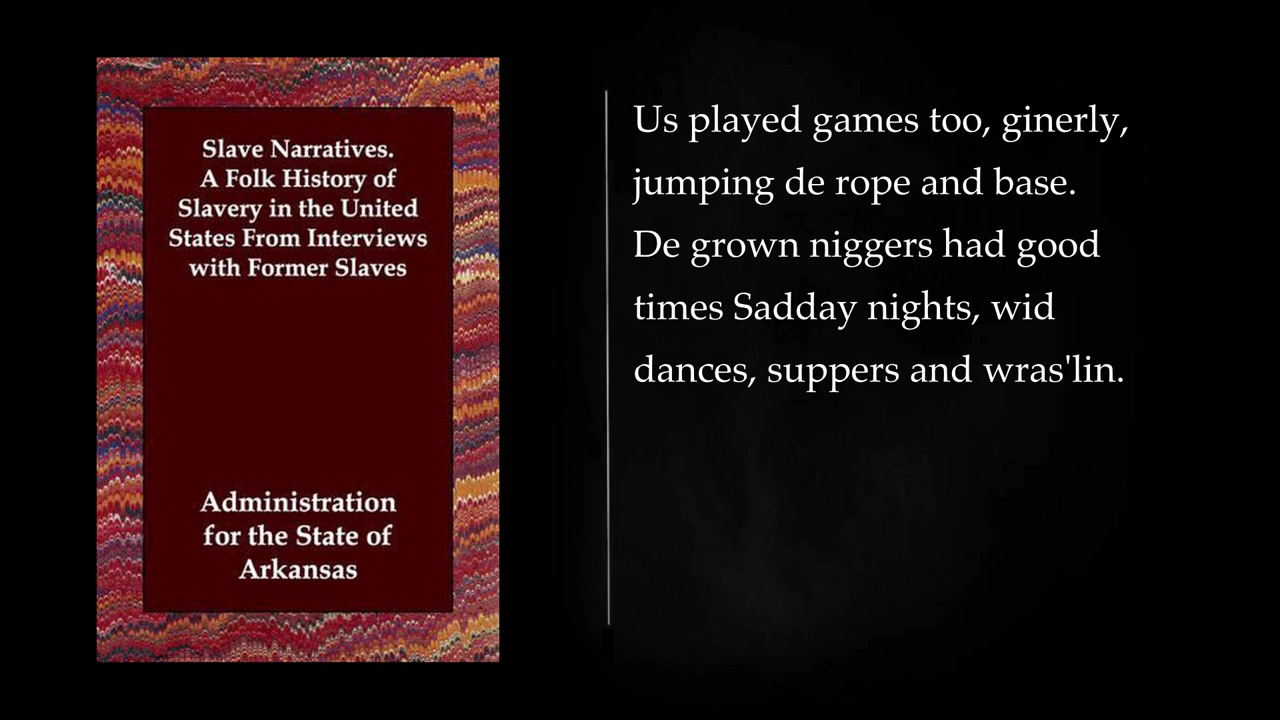 Slave Narratives.
A Folk History of
Slavery in the United
States From Interviews
with Former Slaves
Administration
for the State of
Arkansas
Us played games too, ginerly,
jumping de rope and base.
De grown niggers had good
times Sadday nights, wid
dances, suppers and wras'lin.